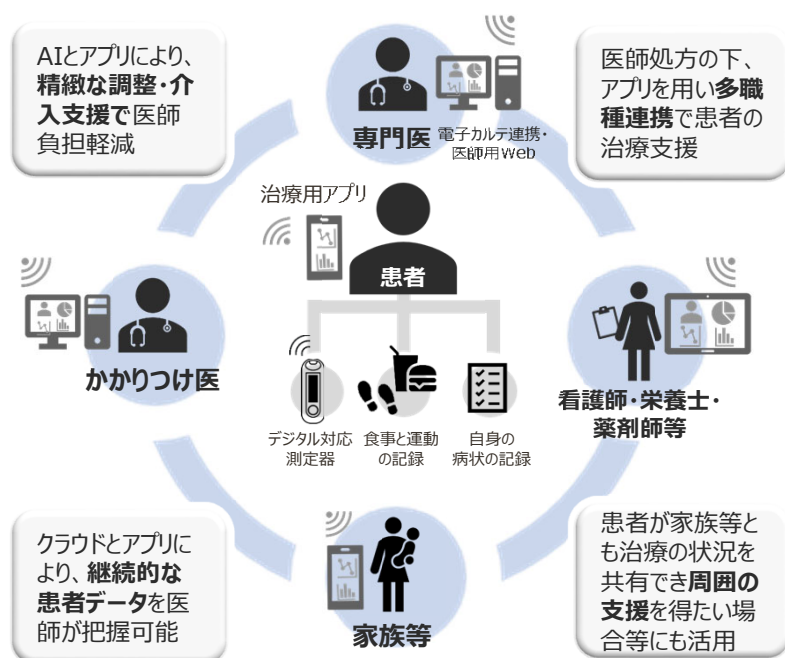 AIとアプリにより、
精緻な調整・介
入支援で医師
負担軽減
専門医
電子カルテ連携・
医師用Web
医師処方の下、
アプリを用い多職
種連携で患者の
治療支援
治療用アプリ
患者
かかりつけ医
看護師・栄養士・
薬剤師等
デジタル対応
測定器
食事と運動
の記録
自身の
病状の記録
クラウドとアプリに
より、継続的な
患者データを医
師が把握可能
家族等
患者が家族等と
も治療の状況を
共有でき周囲の
支援を得たい場
合等にも活用